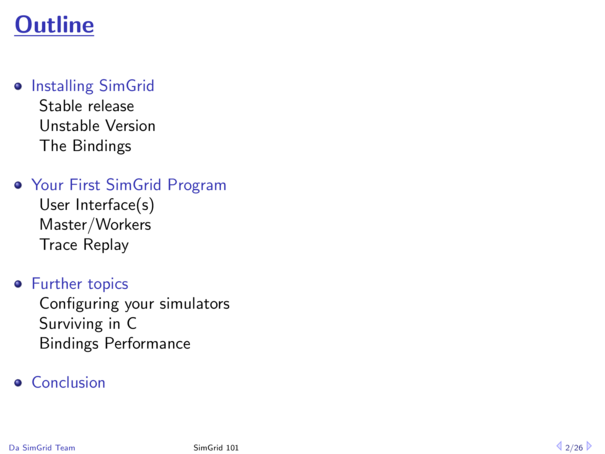 Outline
Installing SimGrid
Stable release
Unstable Version
The Bindings
Your First SimGrid Program
User Interface(s)
Master/Workers
Trace Replay
Further topics
Configuring your simulators
Surviving in C
Bindings Performance
Conclusion
Da SimGrid Team
SimGrid 101
2/26